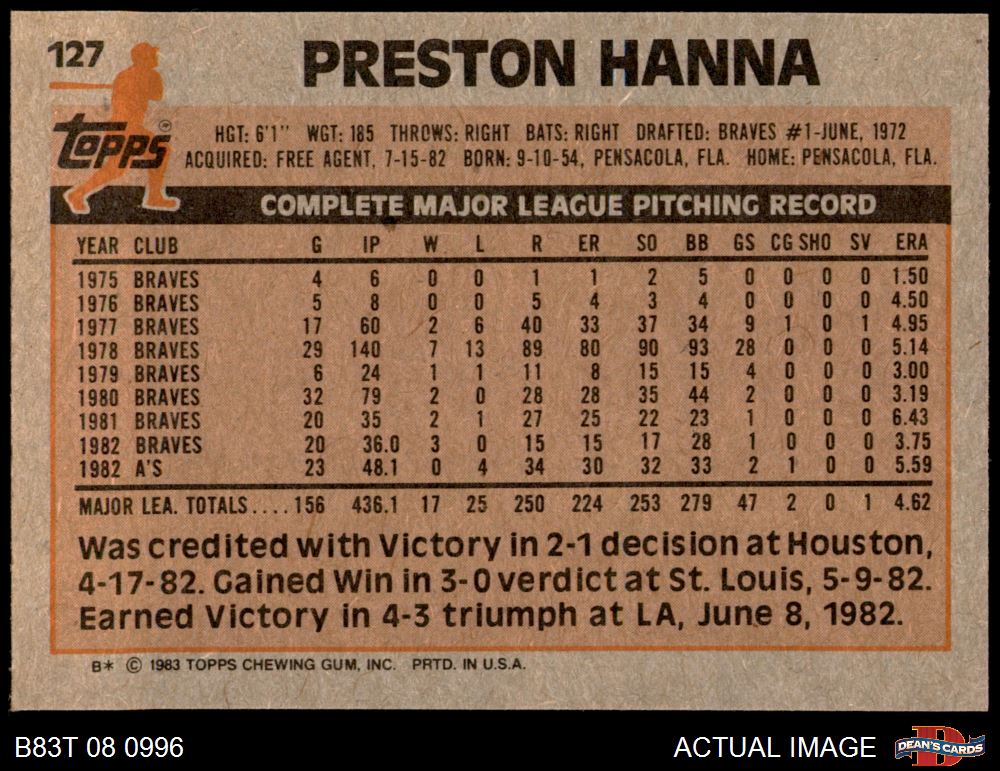 127
PRESTON HANNA
Topps®
HGT: 6'1" WGT: 185 THROWS: RIGHT BATS: RIGHT DRAFTED: BRAVES #1-JUNE, 1972
ACQUIRED: FREE AGENT, 7-15-82 BORN: 9-10-54, PENSACOLA, FLA. HOME: PENSACOLA, FLA.
COMPLETE MAJOR LEAGUE PITCHING RECORD
YEAR CLUB G IP W L R ER SO BB GS CG SHO SV ERA
1975 BRAVES 4 6 0 0 1 1 2 5 0 0 0 0 1.50
1976 BRAVES 5 8 0 0 5 4 3 4 0 0 0 0 4.50
1977 BRAVES 17 60 2 6 40 33 37 34 9 1 0 1 4.95
1978 BRAVES 29 140 7 13 89 80 90 93 28 0 0 0 5.14
1979 BRAVES 6 24 1 1 11 8 15 15 4 0 0 0 3.00
1980 BRAVES 32 79 2 0 28 28 35 44 2 0 0 0 3.19
1981 BRAVES 20 35 2 1 27 25 22 23 1 0 0 0 6.43
1982 BRAVES 20 36.0 3 0 15 15 17 28 1 0 0 0 3.75
1982 A'S 23 48.1 0 4 34 30 32 33 2 1 0 0 5.59
MAJOR LEA. TOTALS....156 436.1 17 25 250 224 253 279 47 2 0 1 4.62
Was credited with Victory in 2-1 decision at Houston,
4-17-82. Gained Win in 3-0 verdict at St. Louis, 5-9-82.
Earned Victory in 4-3 triumph at LA, June 8, 1982.
B* © 1983 TOPPS CHEWING GUM, INC. PRTD. IN U.S.A.
B83T 08 0996
ACTUAL IMAGE
D
DEAN'S CARDS